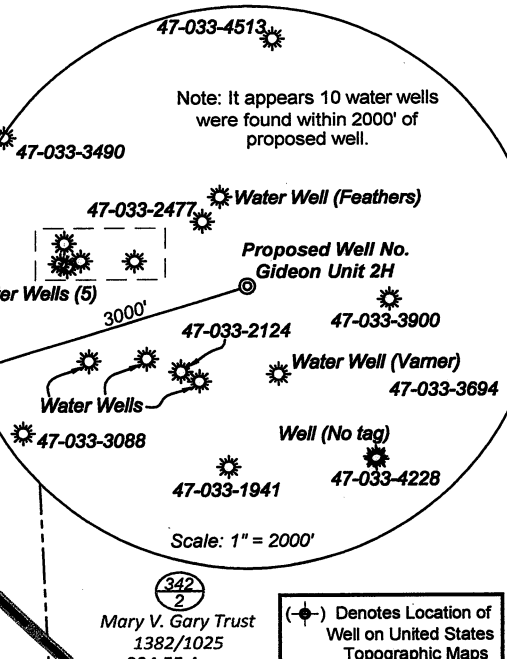 47-033-4513
Note: It appears 10 water wells
were found within 2000' of
proposed well.
47-033-3490
Water Well (Feathers)
47-033-2477
Proposed Well No.
Gideon Unit 2H
er Wells (5)
3000'
47-033-3900
47-033-2124
Water Well (Varner)
47-033-3694
Water Wells
47-033-3088
Well (No tag)
47-033-4228
47-033-1941
Scale: 1" = 2000'
342
2
Mary V. Gary Trust
1382/1025
Denotes Location of
Well on United States
Topographic Maps